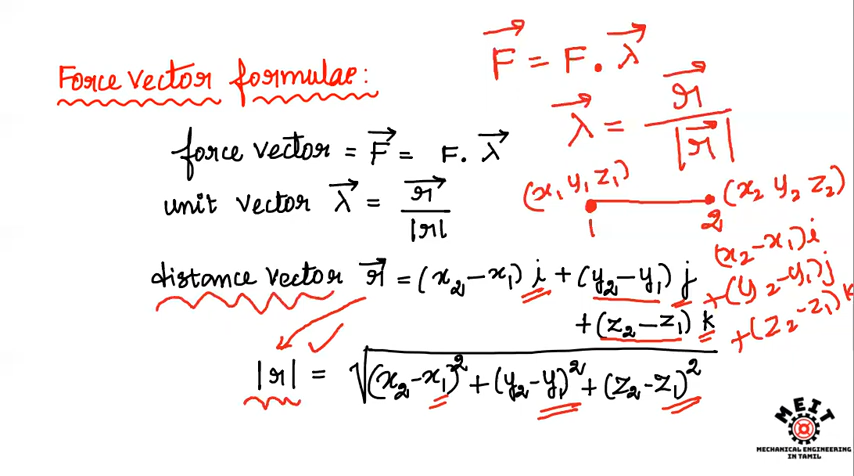 Force vector formulae:
force vector = F⃗ = F. λ⃗
unit vector λ⃗ = r⃗ / |r|
distance vector r⃗ = (x₂ - x₁) i + (y₂ - y₁) j
+ (z₂ - z₁) k
|r| = √((x₂ - x₁)² + (y₂ - y₁)² + (z₂ - z₁)²)
F⃗ = F. λ⃗
λ⃗ = r⃗ / |r⃗|
(x₁ y₁ z₁)
(x₂ y₂ z₂)
1
2
(x₂ - x₁) i
+ (y₂ - y₁) j
+ (z₂ - z₁) k
MEIT
MECHANICAL ENGINEERING
IN TAMIL